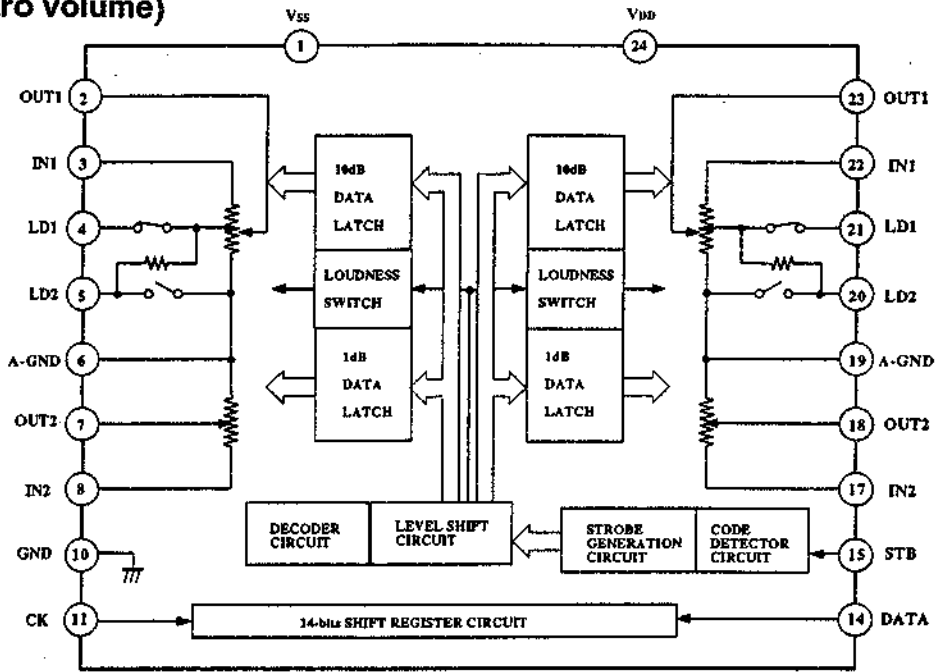 ro volume)
VSS
VDD
1
24
OUT1 2
23 OUT1
IN1 3
22 IN1
LD1 4
21 LD1
LD2 5
20 LD2
A-GND 6
19 A-GND
OUT2 7
18 OUT2
IN2 8
17 IN2
GND 10
15 STB
CK 11
14 DATA
10dB
DATA
LATCH
LOUDNESS
SWITCH
1dB
DATA
LATCH
10dB
DATA
LATCH
LOUDNESS
SWITCH
1dB
DATA
LATCH
DECODER
CIRCUIT
LEVEL SHIFT
CIRCUIT
STROBE
GENERATION
CIRCUIT
CODE
DETECTOR
CIRCUIT
14-bits SHIFT REGISTER CIRCUIT